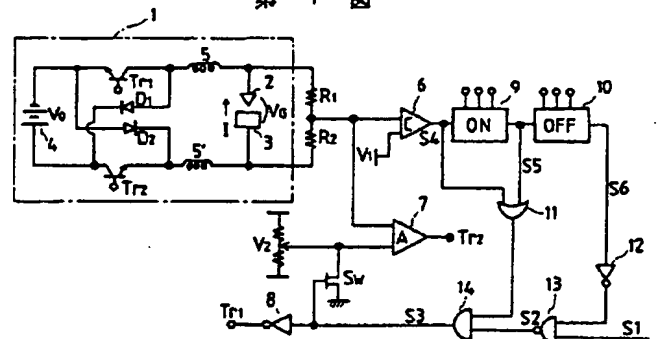 第 1 図
1
5
6
9
10
Tr1
R1
2
V0
D1
VG
I
ON
OFF
C
S4
D2
4
3
R2
S5
5'
V1
S6
Tr2
7
11
A
Tr2
V2
12
SW
14
13
Tr1
8
S3
S2
S1